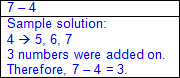 7 – 4
Sample solution:
4 → 5, 6, 7
3 numbers were added on.
Therefore, 7 – 4 = 3.